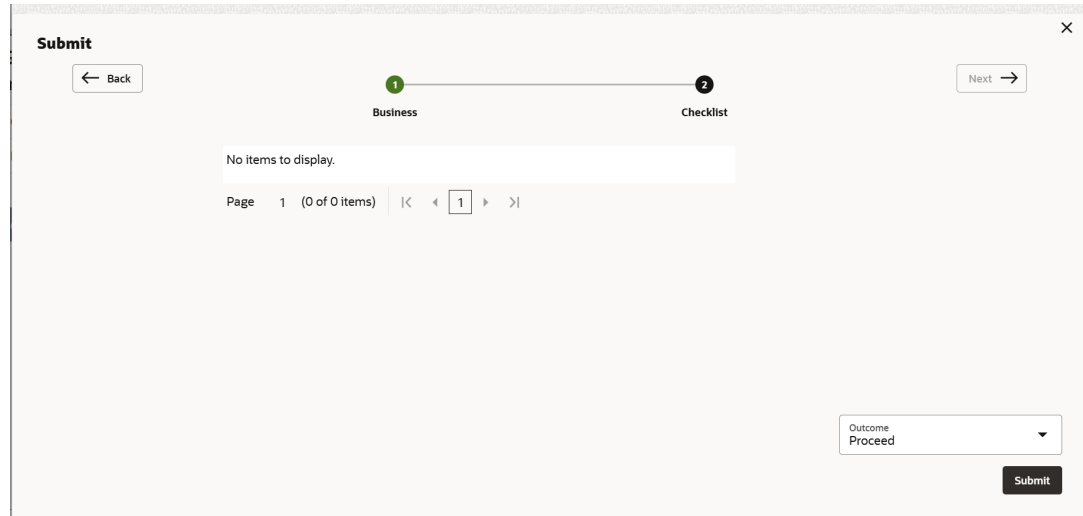 Submit
Back
Next
1
2
Business
Checklist
No items to display.
Page 1 (0 of 0 items) 1
Outcome
Proceed
Submit